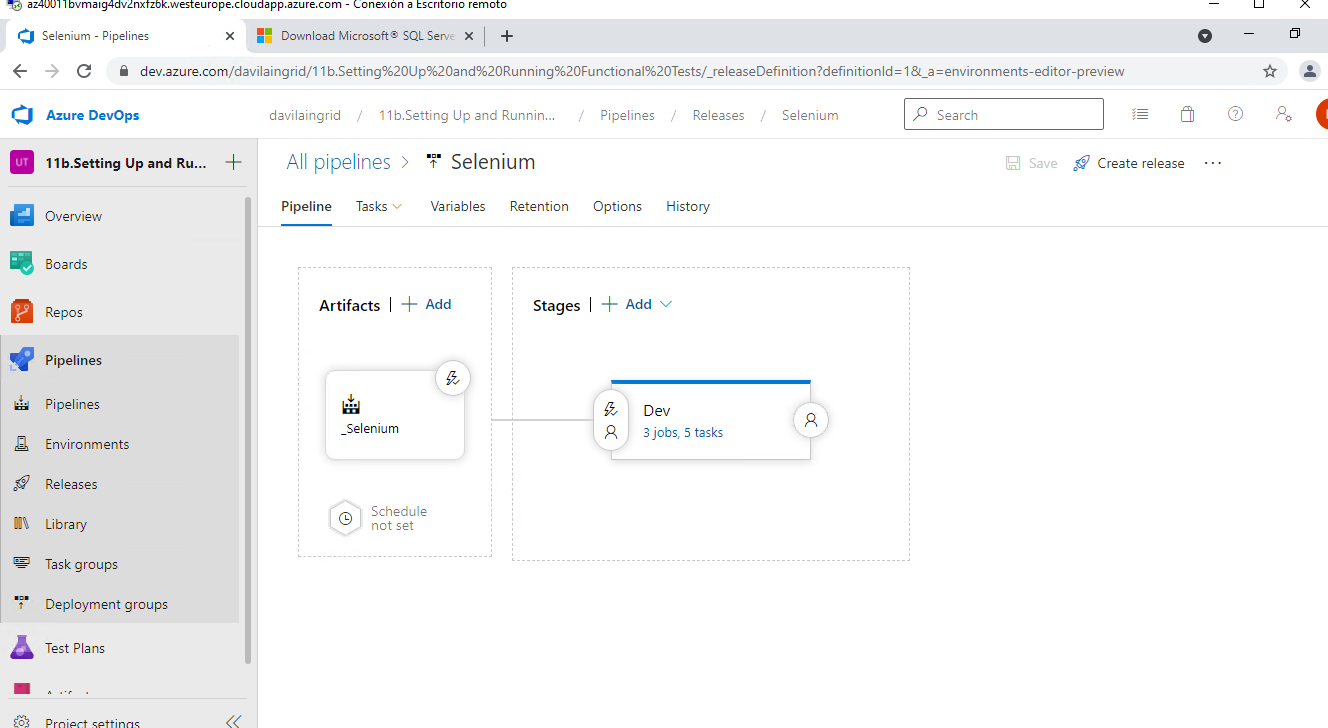 az40011bvmaig4dv2nxfzbk.westeurope.cloudapp.azure.com - Conexión a Escritorio remoto
Selenium - Pipelines
Download Microsoft® SQL Serve
dev.azure.com/davilaingrid/11b.Setting%20Up%20and%20Running%20Functional%20Tests/_releaseDefinition?definitionId=1&_a=environments-editor-preview
Azure DevOps
davilaingrid / 11b.Setting Up and Runnin... / Pipelines / Releases / Selenium
Search
UT 11b.Setting Up and Ru...
All pipelines > Selenium
Save
Create release
Pipeline Tasks Variables Retention Options History
Overview
Boards
Repos
Pipelines
Pipelines
Environments
Releases
Library
Task groups
Deployment groups
Test Plans
Project settings
Artifacts | + Add
_Selenium
Schedule
not set
Stages | + Add
Dev
3 jobs, 5 tasks